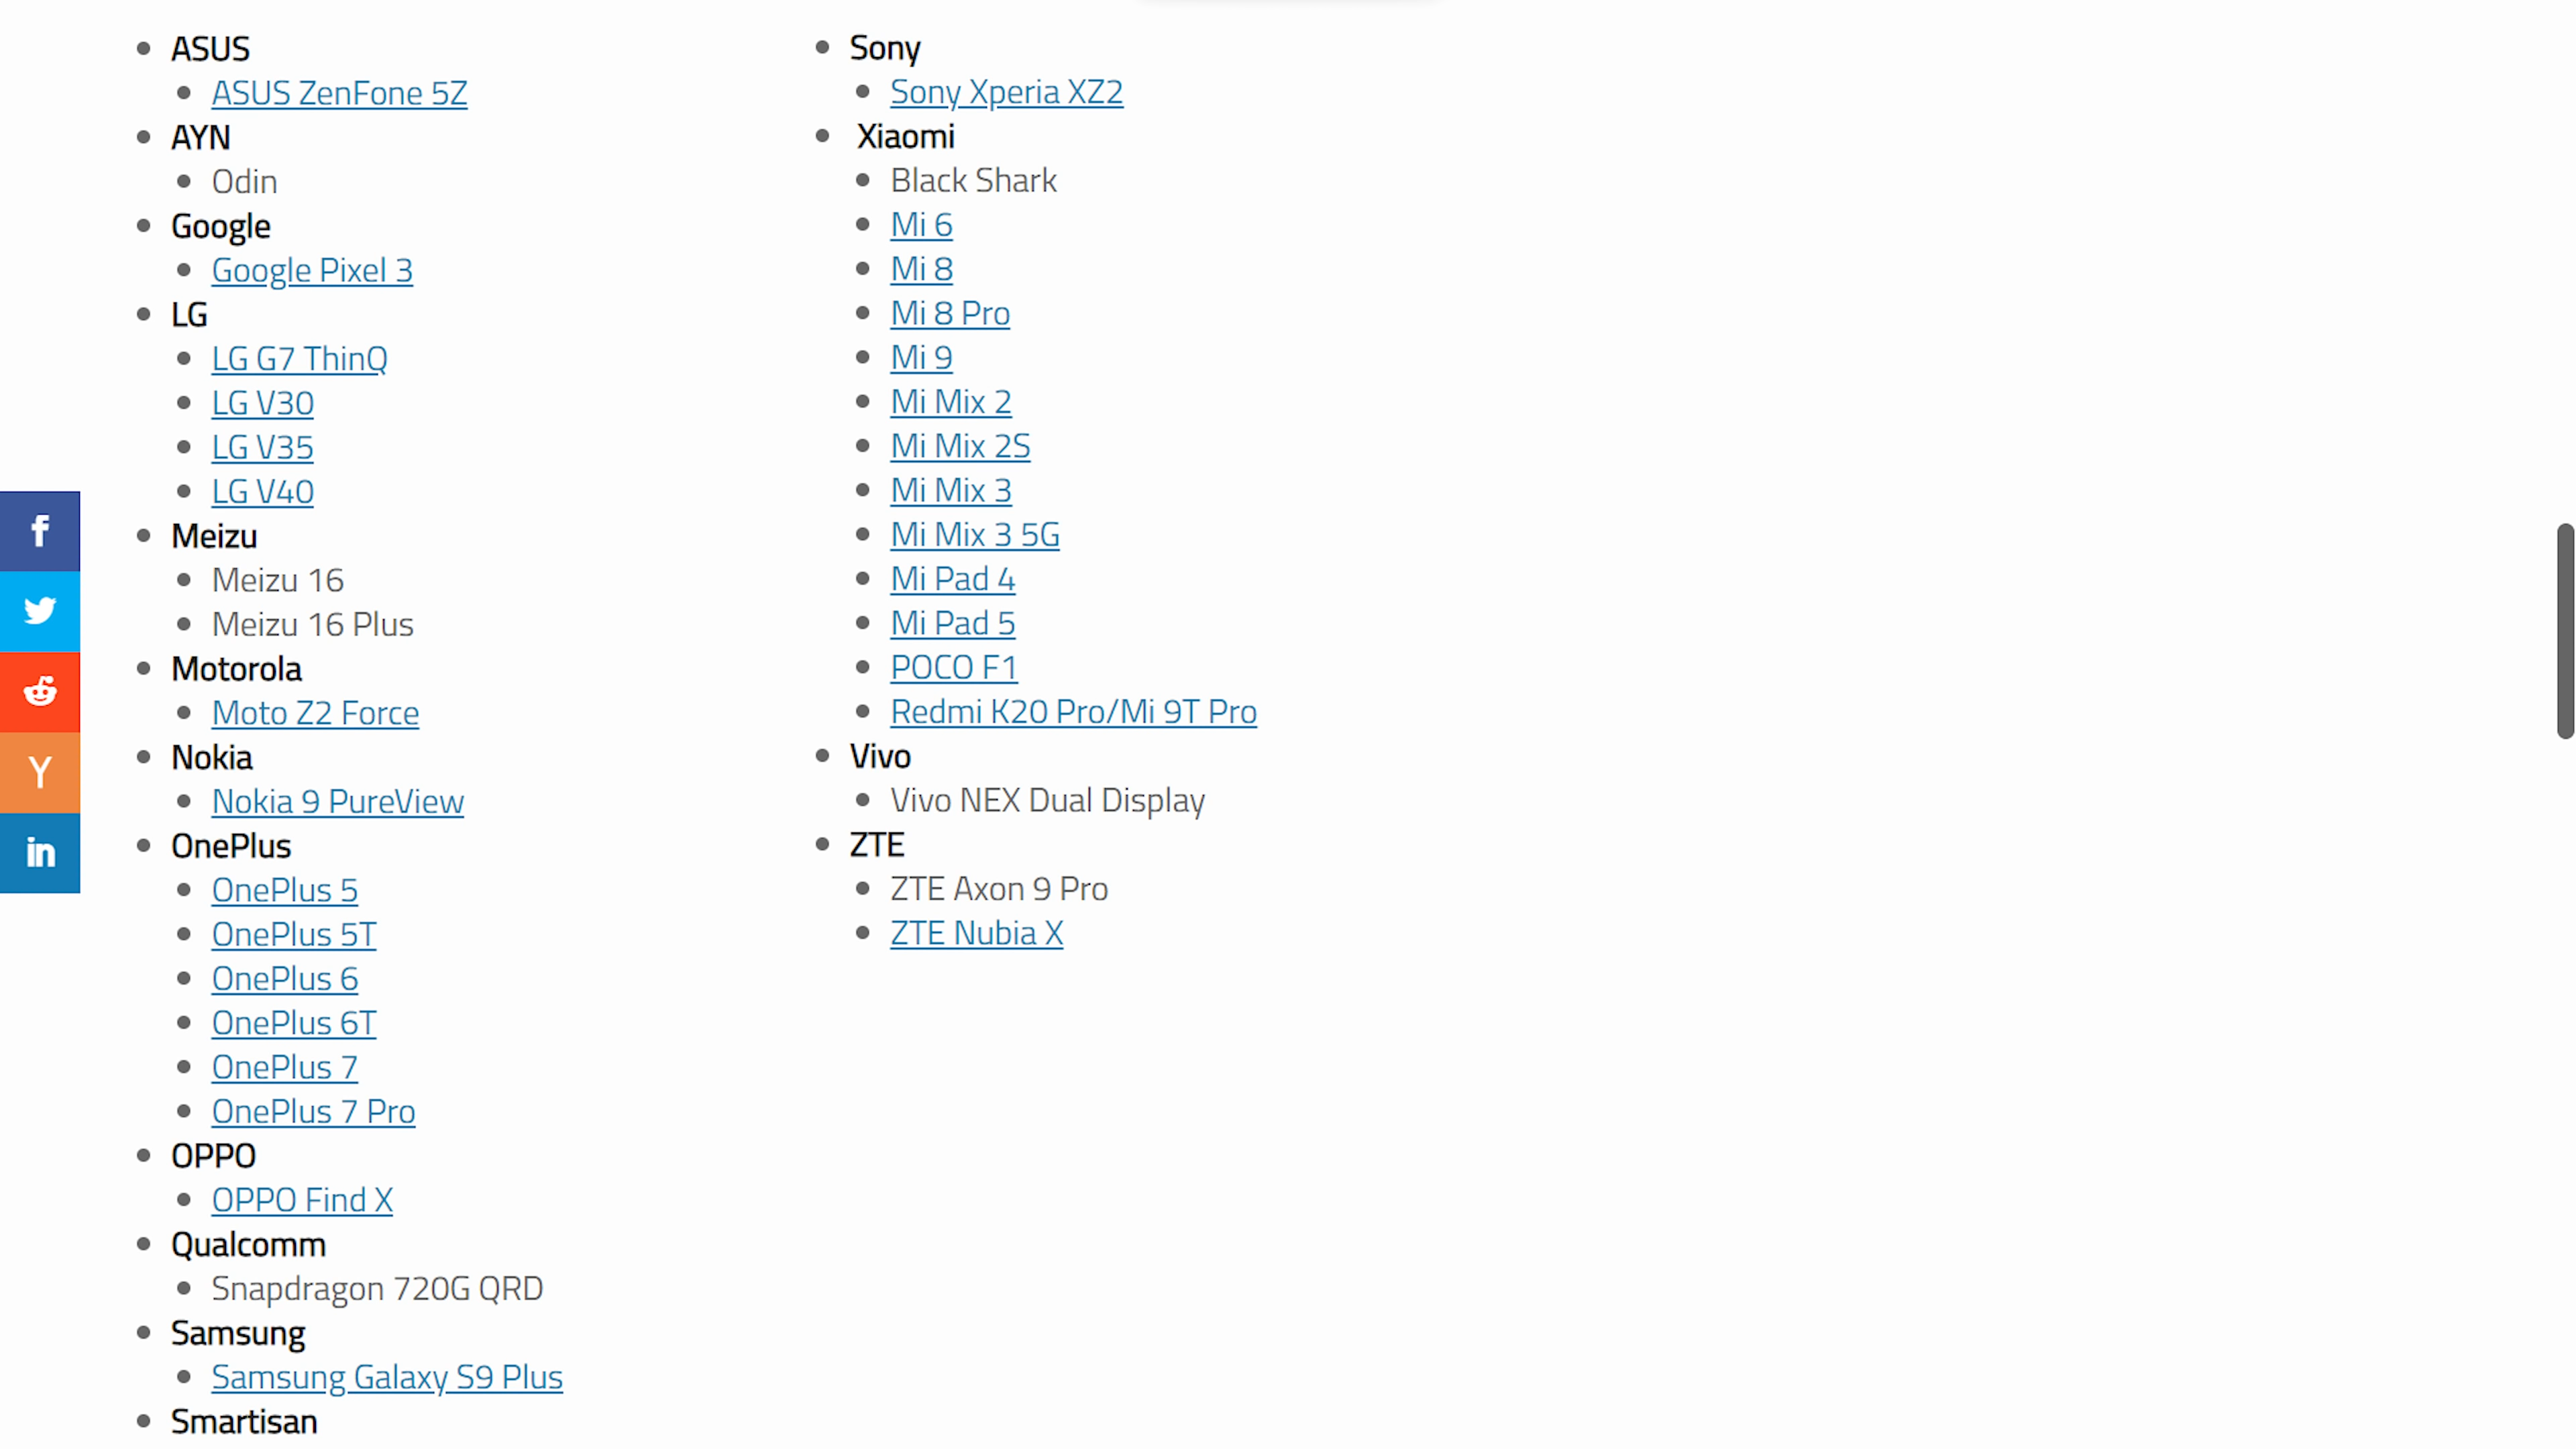 ASUS
ASUS ZenFone 5Z
AYN
Odin
Google
Google Pixel 3
LG
LG G7 ThinQ
LG V30
LG V35
LG V40
Meizu
Meizu 16
Meizu 16 Plus
Motorola
Moto Z2 Force
Nokia
Nokia 9 PureView
OnePlus
OnePlus 5
OnePlus 5T
OnePlus 6
OnePlus 6T
OnePlus 7
OnePlus 7 Pro
OPPO
OPPO Find X
Qualcomm
Snapdragon 720G QRD
Samsung
Samsung Galaxy S9 Plus
Smartisan
Sony
Sony Xperia XZ2
Xiaomi
Black Shark
Mi 6
Mi 8
Mi 8 Pro
Mi 9
Mi Mix 2
Mi Mix 2S
Mi Mix 3
Mi Mix 3 5G
Mi Pad 4
Mi Pad 5
POCO F1
Redmi K20 Pro/Mi 9T Pro
Vivo
Vivo NEX Dual Display
ZTE
ZTE Axon 9 Pro
ZTE Nubia X
f
Y
in